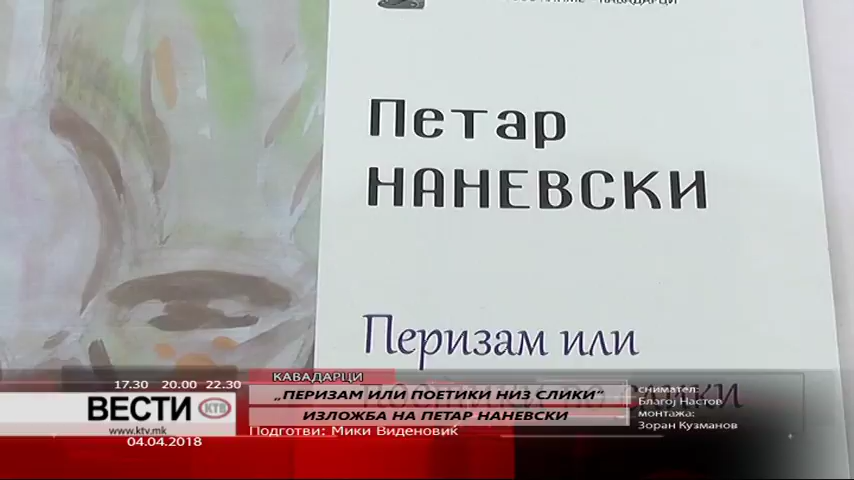 КАВАДАРЦИ
Петар
НАНЕВСКИ
Перизам или
КАВАДАРЦИ
17.30 20.00 22.30
„ПЕРИЗАМ ИЛИ ПОЕТИКИ НИЗ СЛИКИ“
ИЗЛОЖБА НА ПЕТАР НАНЕВСКИ
ВЕСТИ КТВ
www.ktv.mk
04.04.2018
Подготви: Мики Виденовиќ
снимател:
Благој Настов
монтажа:
Зоран Кузманов